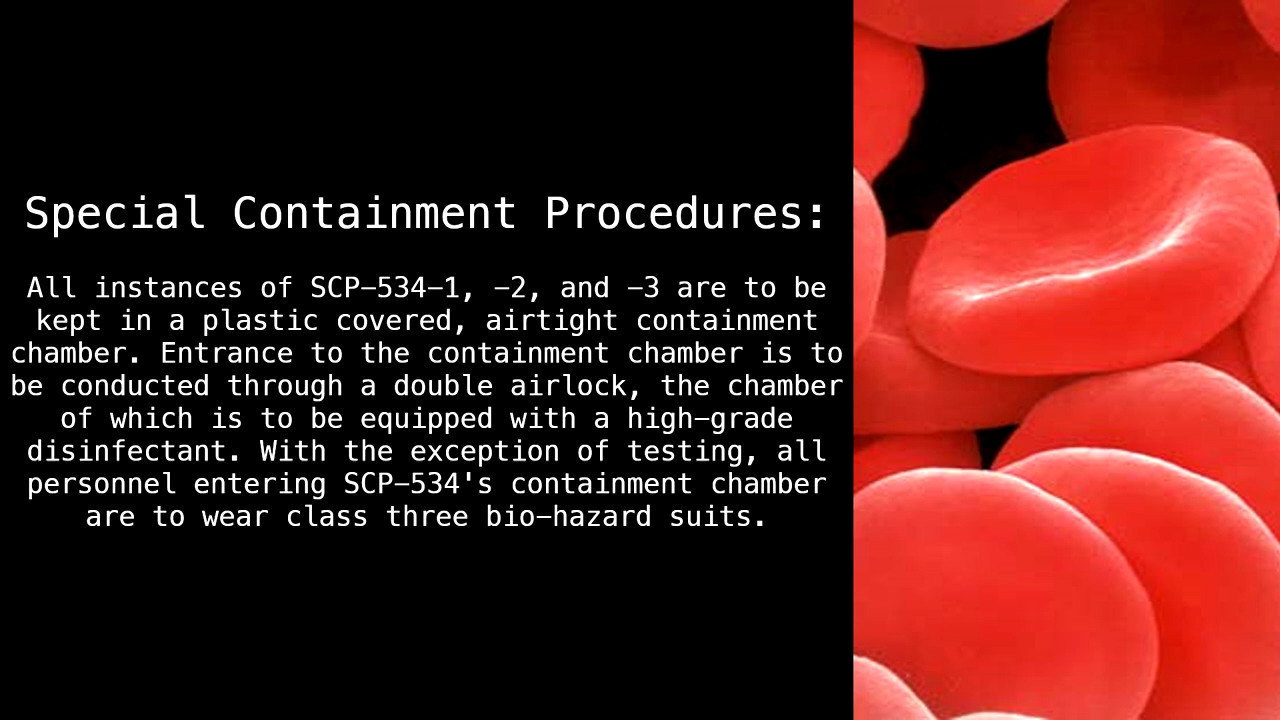 Special Containment Procedures:
All instances of SCP–534–1, –2, and –3 are to be
kept in a plastic covered, airtight containment
chamber. Entrance to the containment chamber is to
be conducted through a double airlock, the chamber
of which is to be equipped with a high–grade
disinfectant. With the exception of testing, all
personnel entering SCP–534's containment chamber
are to wear class three bio–hazard suits.